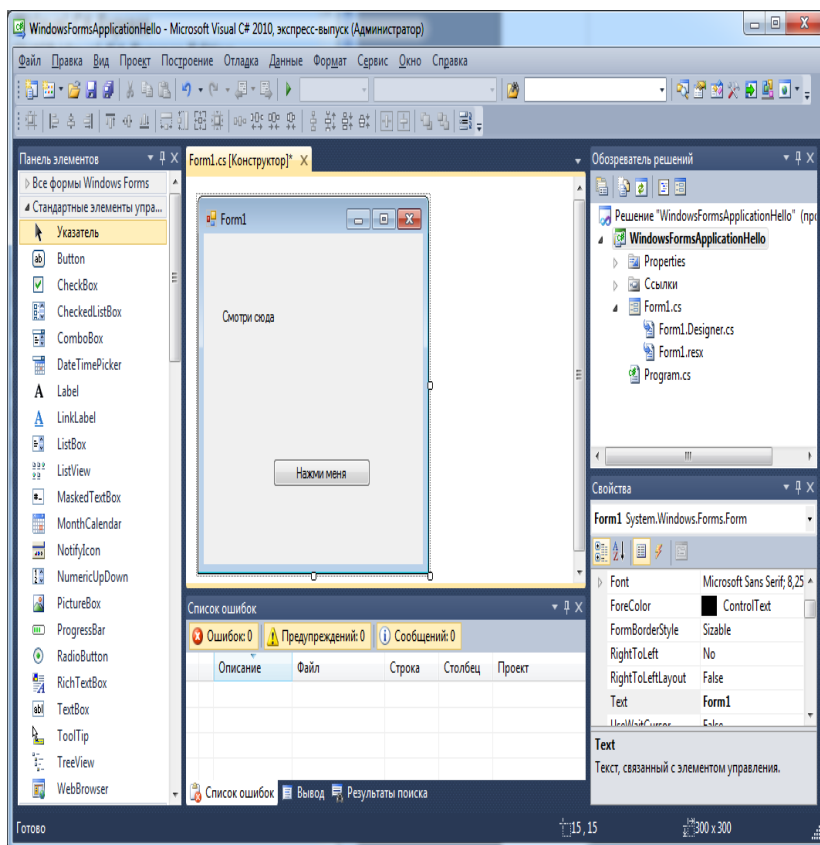 WindowsFormsApplicationHello - Microsoft Visual C# 2010, экспресс-выпуск (Администратор)
Файл Правка Вид Проект Построение Отладка Данные Формат Сервис Окно Справка
Панель элементов
Все формы Windows Forms
Стандартные элементы упра...
Указатель
Button
CheckBox
CheckedListBox
ComboBox
DateTimePicker
Label
LinkLabel
ListBox
ListView
MaskedTextBox
MonthCalendar
NotifyIcon
NumericUpDown
PictureBox
ProgressBar
RadioButton
RichTextBox
TextBox
ToolTip
TreeView
WebBrowser
Form1.cs [Конструктор]*
Form1
Смотри сюда
Нажми меня
Список ошибок
Ошибок: 0 Предупреждений: 0 Сообщений: 0
Описание Файл Строка Столбец Проект
Список ошибок Вывод Результаты поиска
Обозреватель решений
Решение "WindowsFormsApplicationHello" (про
WindowsFormsApplicationHello
Properties
Ссылки
Form1.cs
Form1.Designer.cs
Form1.resx
Program.cs
Свойства
Form1 System.Windows.Forms.Form
Font Microsoft Sans Serif; 8,25
ForeColor ControlText
FormBorderStyle Sizable
RightToLeft No
RightToLeftLayout False
Text Form1
UseWaitCursor False
Text
Текст, связанный с элементом управления.
Готово 15 , 15 300 x 300